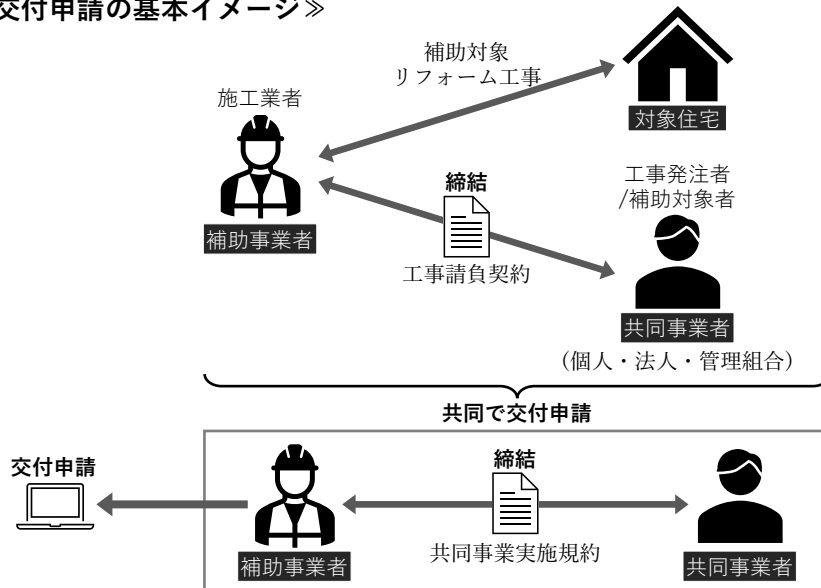 交付申請の基本イメージ≫
補助対象
リフォーム工事
施工業者
対象住宅
補助事業者
締結
工事請負契約
工事発注者
/補助対象者
共同事業者
(個人・法人・管理組合)
共同で交付申請
交付申請
締結
共同事業実施規約
補助事業者
共同事業者